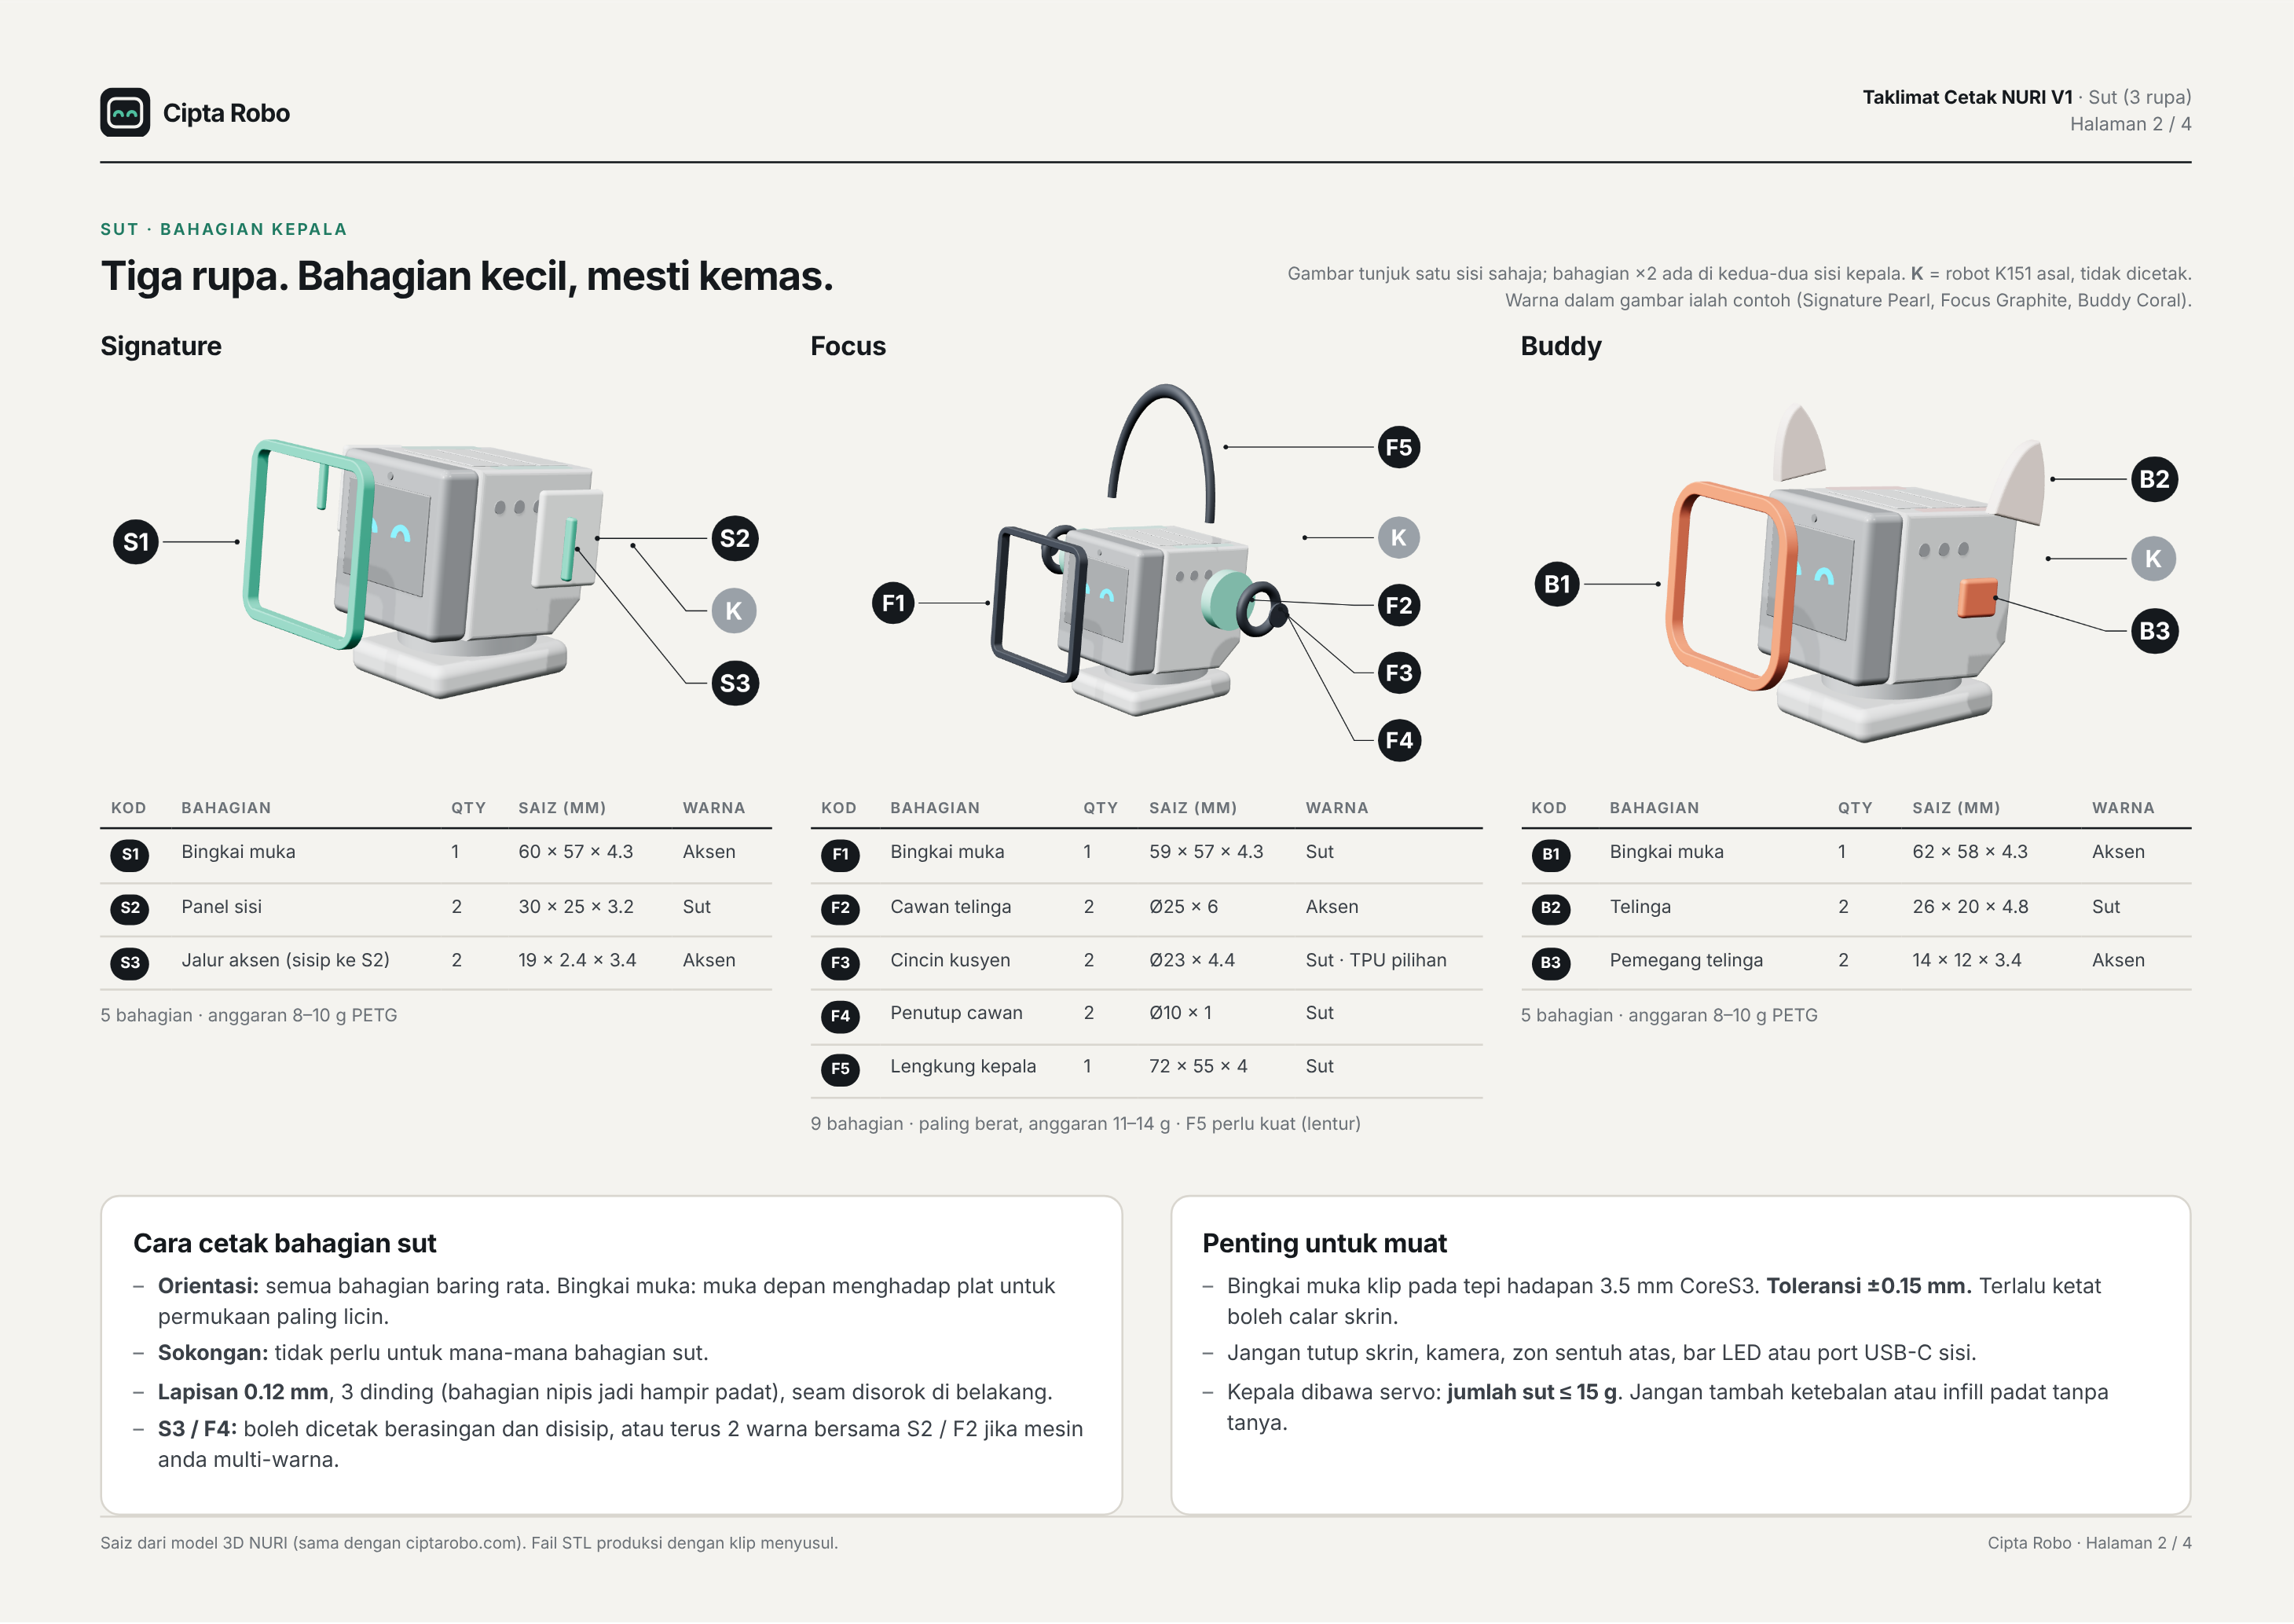 Cipta Robo
Taklimat Cetak NURI V1 · Sut (3 rupa)
Halaman 2 / 4
SUT · BAHAGIAN KEPALA
Tiga rupa. Bahagian kecil, mesti kemas.
Gambar tunjuk satu sisi sahaja; bahagian ×2 ada di kedua-dua sisi kepala. K = robot K151 asal, tidak dicetak.
Warna dalam gambar ialah contoh (Signature Pearl, Focus Graphite, Buddy Coral).
Signature
S1
S2
K
S3
KOD BAHAGIAN QTY SAIZ (MM) WARNA
S1 Bingkai muka 1 60 × 57 × 4.3 Aksen
S2 Panel sisi 2 30 × 25 × 3.2 Sut
S3 Jalur aksen (sisip ke S2) 2 19 × 2.4 × 3.4 Aksen
5 bahagian · anggaran 8–10 g PETG
Focus
F5
K
F1
F2
F3
F4
KOD BAHAGIAN QTY SAIZ (MM) WARNA
F1 Bingkai muka 1 59 × 57 × 4.3 Sut
F2 Cawan telinga 2 Ø25 × 6 Aksen
F3 Cincin kusyen 2 Ø23 × 4.4 Sut · TPU pilihan
F4 Penutup cawan 2 Ø10 × 1 Sut
F5 Lengkung kepala 1 72 × 55 × 4 Sut
9 bahagian · paling berat, anggaran 11–14 g · F5 perlu kuat (lentur)
Buddy
B2
K
B1
B3
KOD BAHAGIAN QTY SAIZ (MM) WARNA
B1 Bingkai muka 1 62 × 58 × 4.3 Aksen
B2 Telinga 2 26 × 20 × 4.8 Sut
B3 Pemegang telinga 2 14 × 12 × 3.4 Aksen
5 bahagian · anggaran 8–10 g PETG
Cara cetak bahagian sut
– Orientasi: semua bahagian baring rata. Bingkai muka: muka depan menghadap plat untuk
permukaan paling licin.
– Sokongan: tidak perlu untuk mana-mana bahagian sut.
– Lapisan 0.12 mm, 3 dinding (bahagian nipis jadi hampir padat), seam disorok di belakang.
– S3 / F4: boleh dicetak berasingan dan disisip, atau terus 2 warna bersama S2 / F2 jika mesin
anda multi-warna.
Penting untuk muat
– Bingkai muka klip pada tepi hadapan 3.5 mm CoreS3. Toleransi ±0.15 mm. Terlalu ketat
boleh calar skrin.
– Jangan tutup skrin, kamera, zon sentuh atas, bar LED atau port USB-C sisi.
– Kepala dibawa servo: jumlah sut ≤ 15 g. Jangan tambah ketebalan atau infill padat tanpa
tanya.
Saiz dari model 3D NURI (sama dengan ciptarobo.com). Fail STL produksi dengan klip menyusul.
Cipta Robo · Halaman 2 / 4